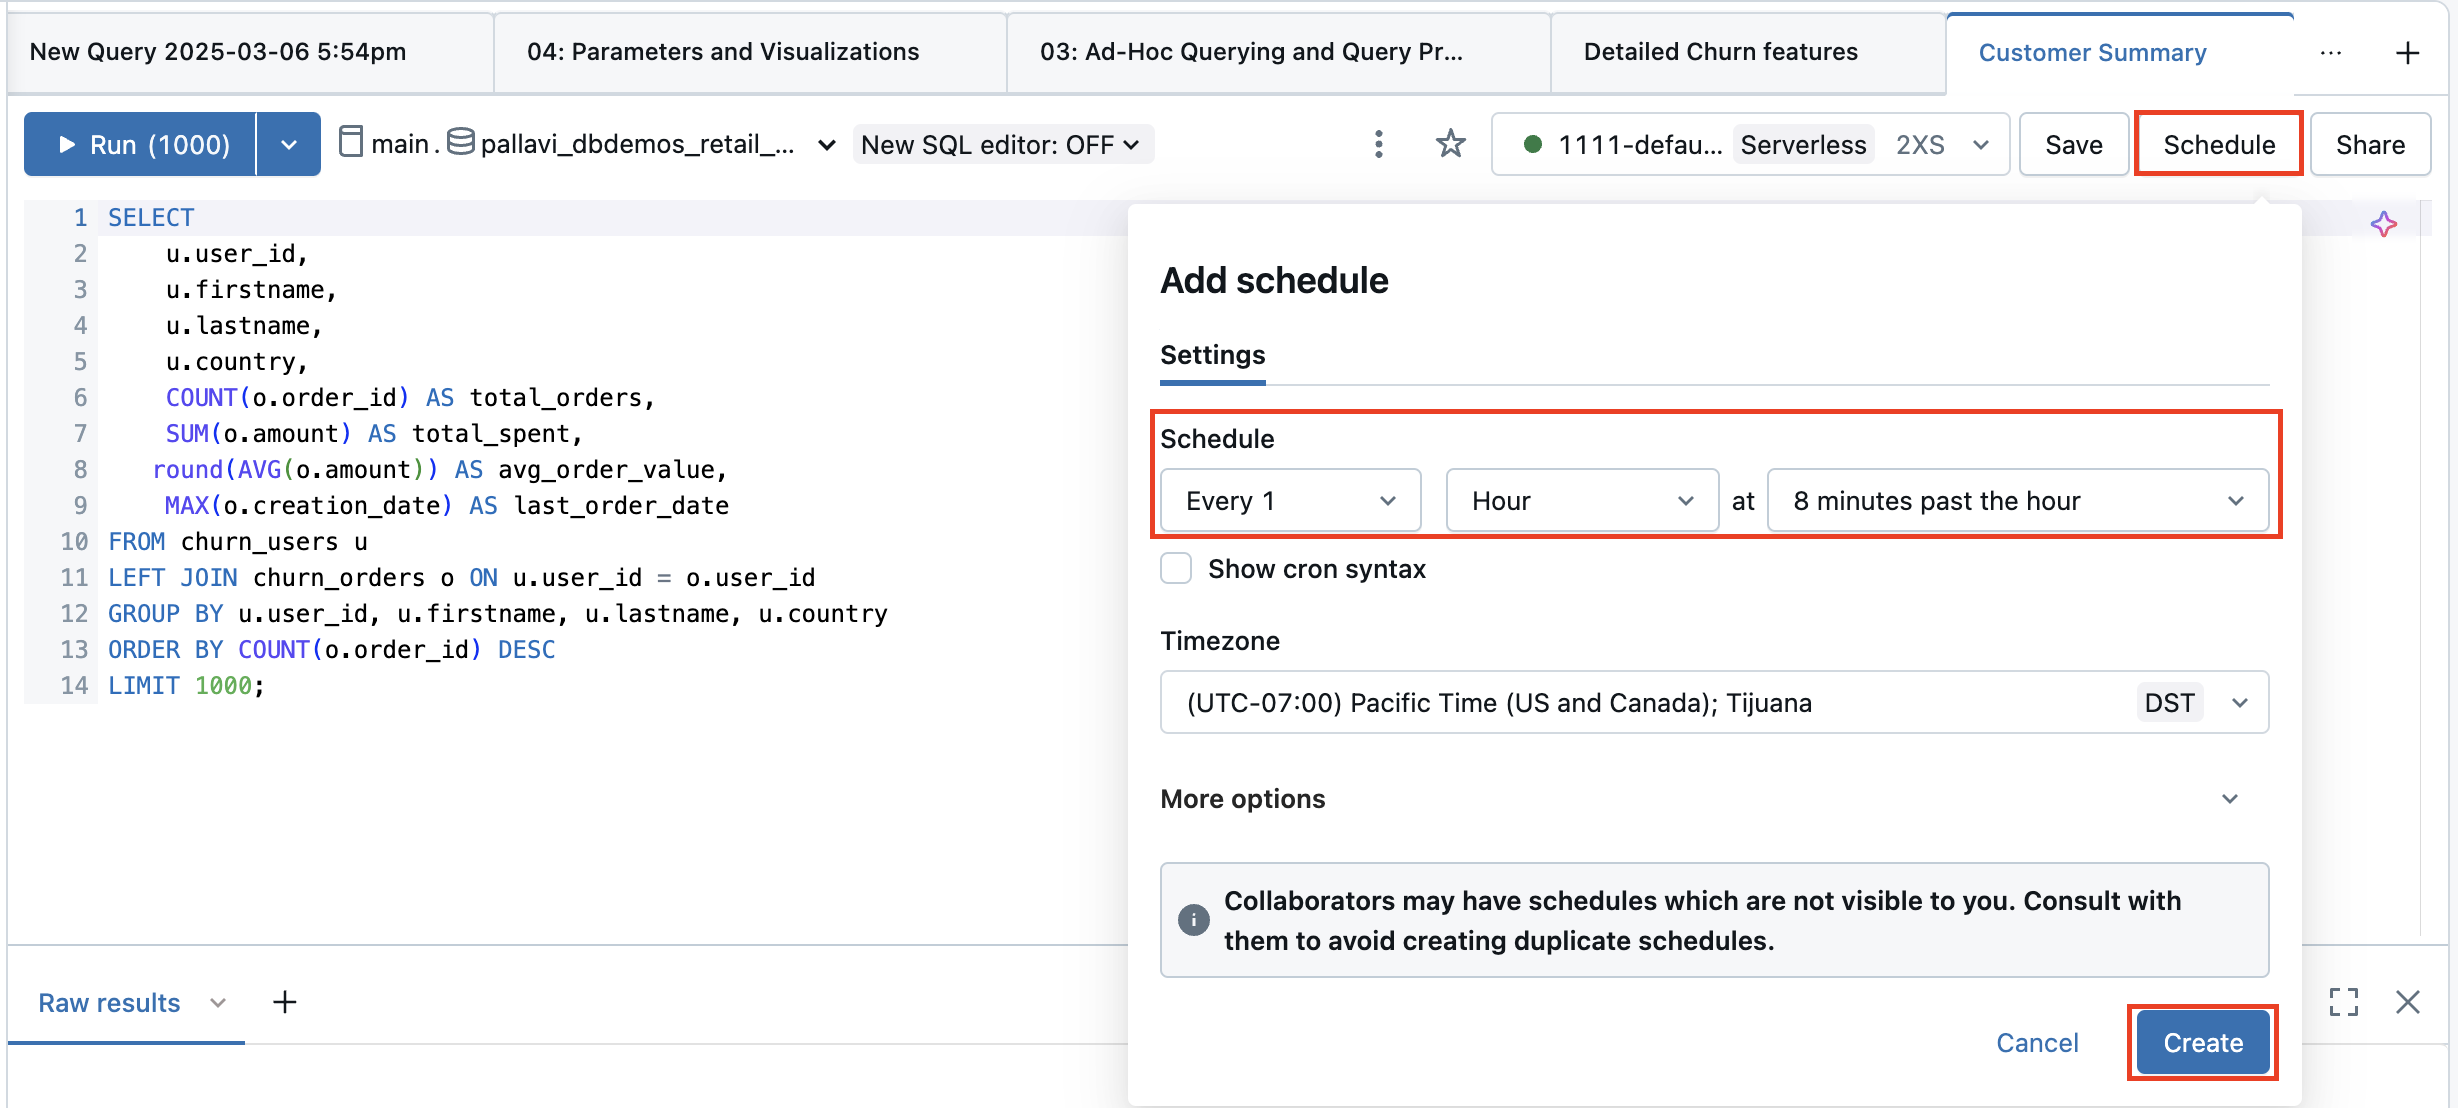 New Query 2025-03-06 5:54pm
04: Parameters and Visualizations
03: Ad-Hoc Querying and Query Pr...
Detailed Churn features
Customer Summary
Run (1000)
main.
pallavi_dbdemos_retail_...
New SQL editor: OFF
1111-defau...
Serverless
2XS
Save
Schedule
Share
1 SELECT
2 u.user_id,
3 u.firstname,
4 u.lastname,
5 u.country,
6 COUNT(o.order_id) AS total_orders,
7 SUM(o.amount) AS total_spent,
8 round(AVG(o.amount)) AS avg_order_value,
9 MAX(o.creation_date) AS last_order_date
10 FROM churn_users u
11 LEFT JOIN churn_orders o ON u.user_id = o.user_id
12 GROUP BY u.user_id, u.firstname, u.lastname, u.country
13 ORDER BY COUNT(o.order_id) DESC
14 LIMIT 1000;
Add schedule
Settings
Schedule
Every 1
Hour
at
8 minutes past the hour
Show cron syntax
Timezone
(UTC-07:00) Pacific Time (US and Canada); Tijuana
DST
More options
Collaborators may have schedules which are not visible to you. Consult with
them to avoid creating duplicate schedules.
Cancel
Create
Raw results